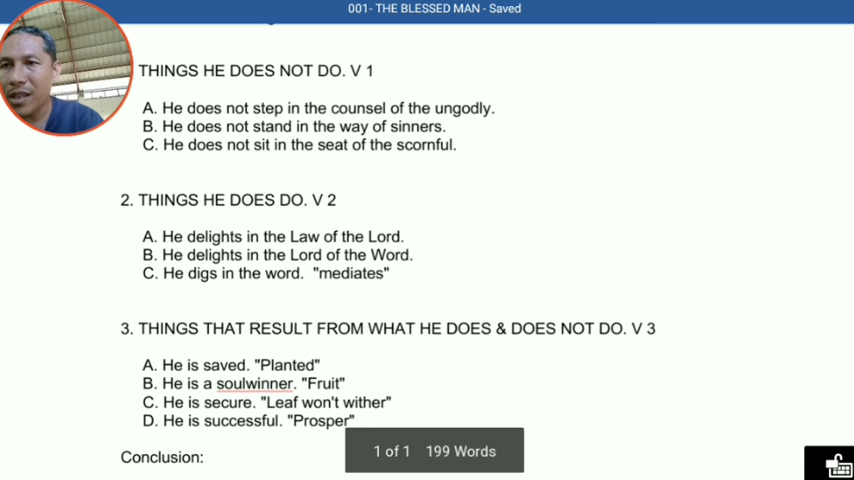 001- THE BLESSED MAN - Saved
THINGS HE DOES NOT DO. V 1
A. He does not step in the counsel of the ungodly.
B. He does not stand in the way of sinners.
C. He does not sit in the seat of the scornful.
2. THINGS HE DOES DO. V 2
A. He delights in the Law of the Lord.
B. He delights in the Lord of the Word.
C. He digs in the word. "mediates"
3. THINGS THAT RESULT FROM WHAT HE DOES & DOES NOT DO. V 3
A. He is saved. "Planted"
B. He is a soulwinner. "Fruit"
C. He is secure. "Leaf won't wither"
D. He is successful. "Prosper"
1 of 1 199 Words
Conclusion: